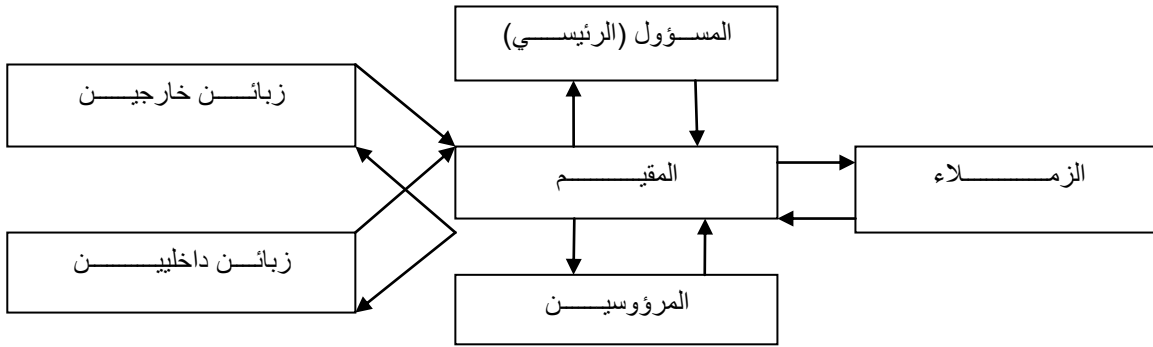 المسؤول (الرئيسي)
زبائن خارجين
المقيم
الزملاء
زبائن داخليين
المرؤوسين